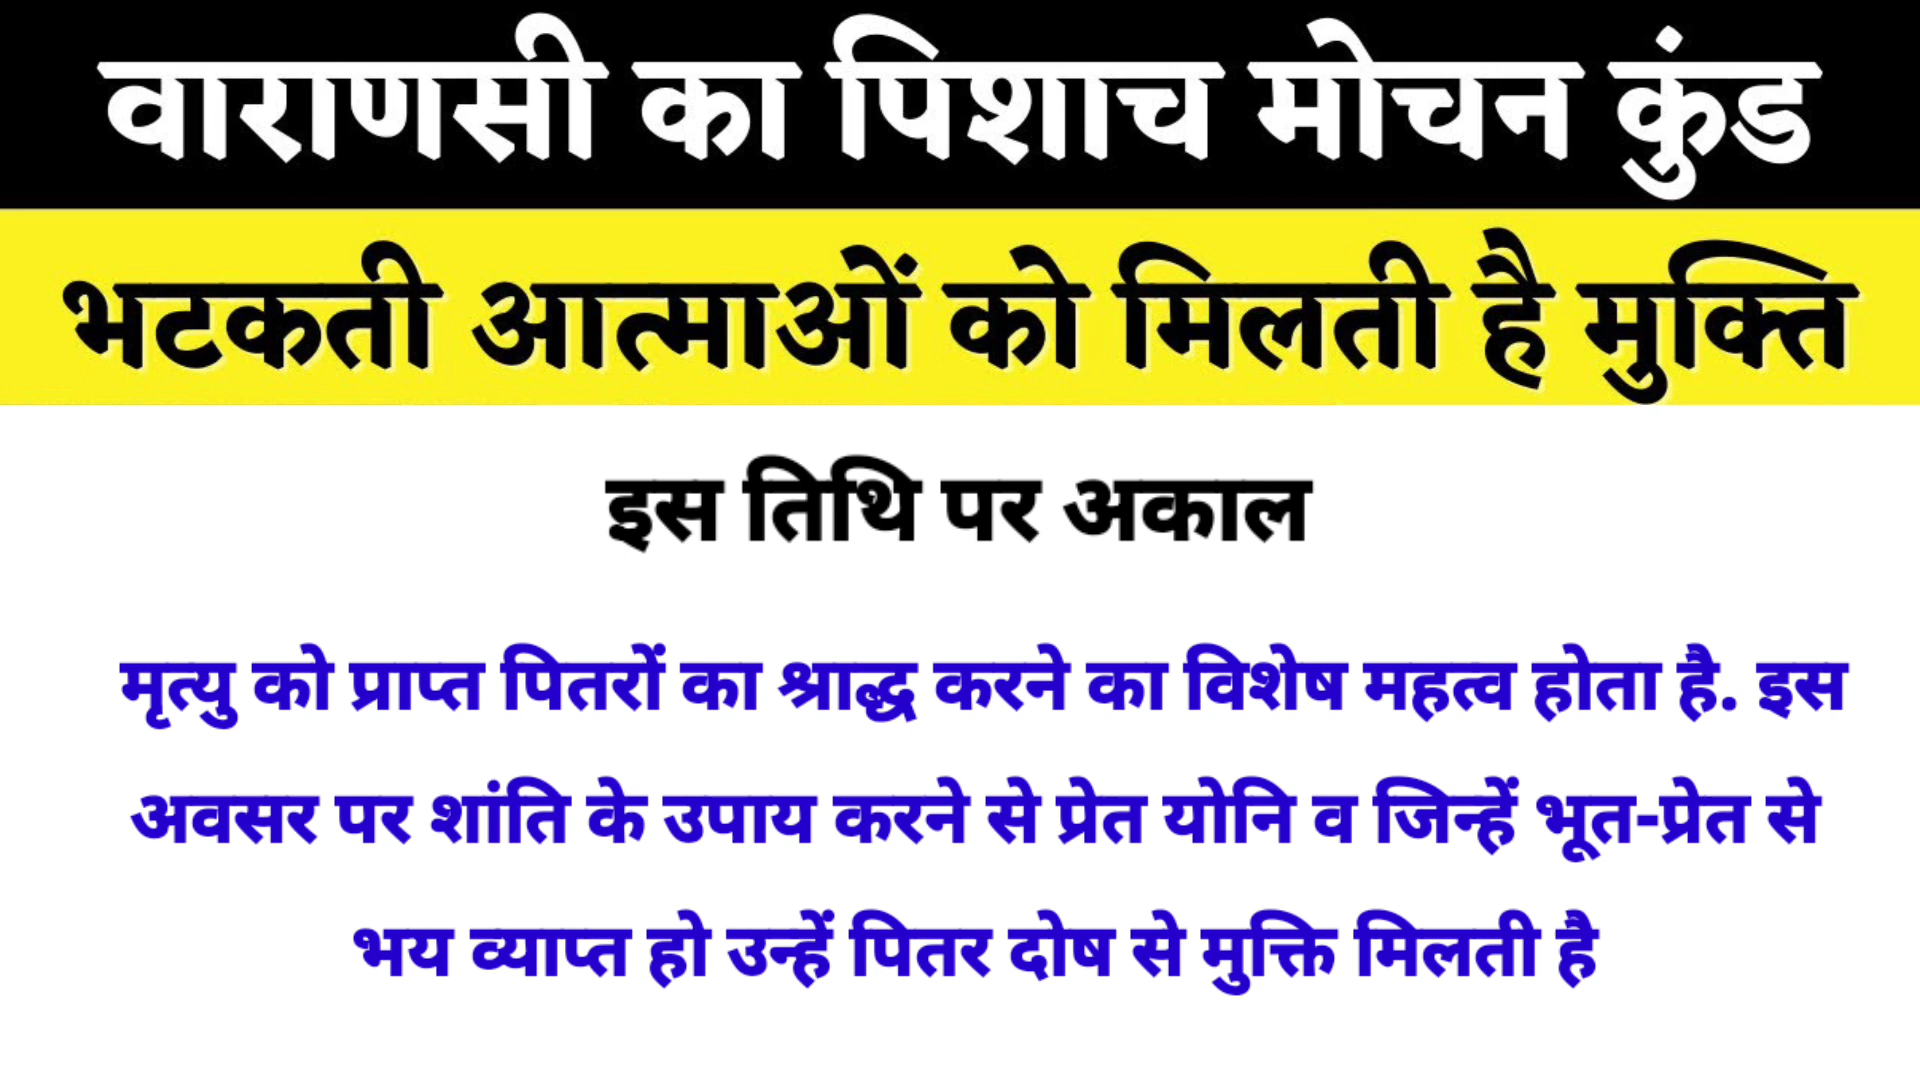 वाराणसी का पिशाच मोचन कुंड
भटकती आत्माओं को मिलती है मुक्ति
इस तिथि पर अकाल
मृत्यु को प्राप्त पितरों का श्राद्ध करने का विशेष महत्व होता है. इस
अवसर पर शांति के उपाय करने से प्रेत योनि व जिन्हें भूत-प्रेत से
भय व्याप्त हो उन्हें पितर दोष से मुक्ति मिलती है